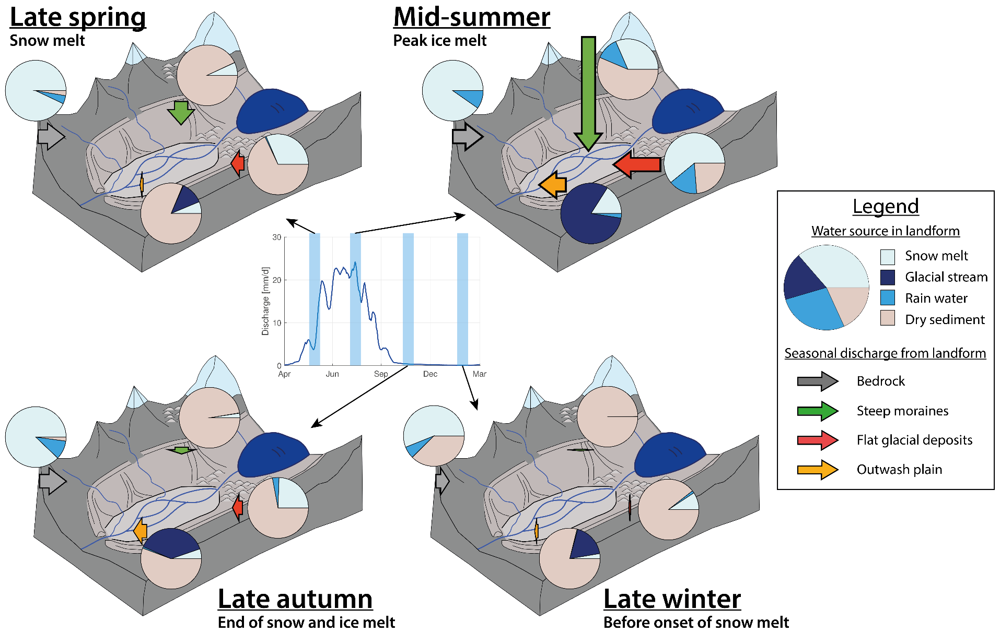 Late spring
Snow melt
Mid-summer
Peak ice melt
30
20
10
0
Discharge [mm/d]
Apr
Jun
Sep
Dec
Mar
Legend
Water source in landform
Snow melt
Glacial stream
Rain water
Dry sediment
Seasonal discharge from landform
Bedrock
Steep moraines
Flat glacial deposits
Outwash plain
Late autumn
End of snow and ice melt
Late winter
Before onset of snow melt